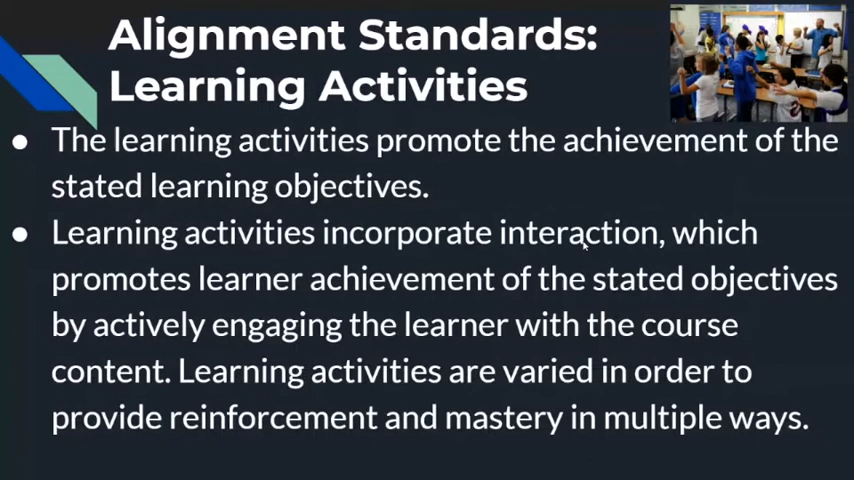 Alignment Standards:
Learning Activities
● The learning activities promote the achievement of the
stated learning objectives.
● Learning activities incorporate interaction, which
promotes learner achievement of the stated objectives
by actively engaging the learner with the course
content. Learning activities are varied in order to
provide reinforcement and mastery in multiple ways.